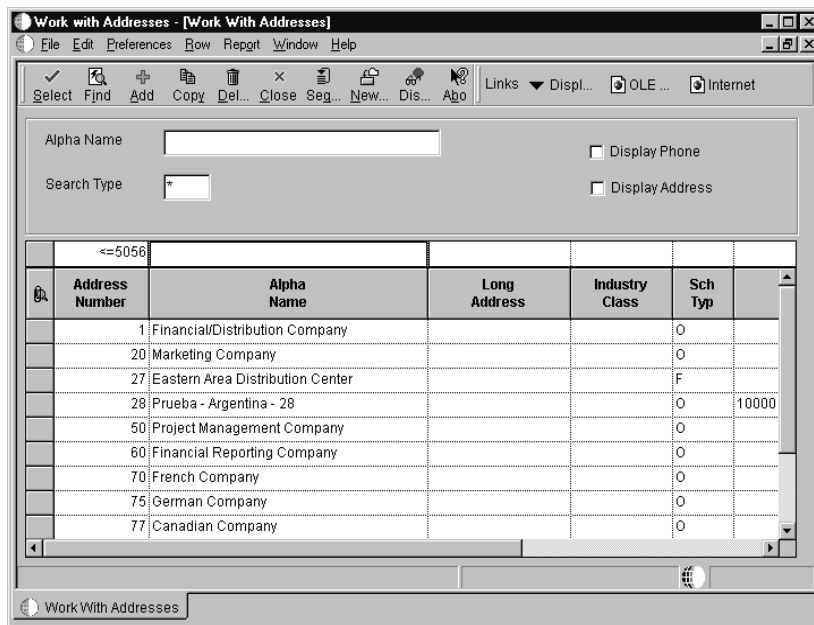 Work with Addresses - [Work With Addresses]
File Edit Preferences Row Report Window Help
Select Find Add Copy Del... Close Seq... New... Dis... Abo Links Displ... OLE ... Internet
Alpha Name
Display Phone
Search Type *
Display Address
<=5056
Address Number Alpha Name Long Address Industry Class Sch Typ
1 Financial/Distribution Company O
20 Marketing Company O
27 Eastern Area Distribution Center F
28 Prueba - Argentina - 28 O 10000
50 Project Management Company O
60 Financial Reporting Company O
70 French Company O
75 German Company O
77 Canadian Company O
Work With Addresses